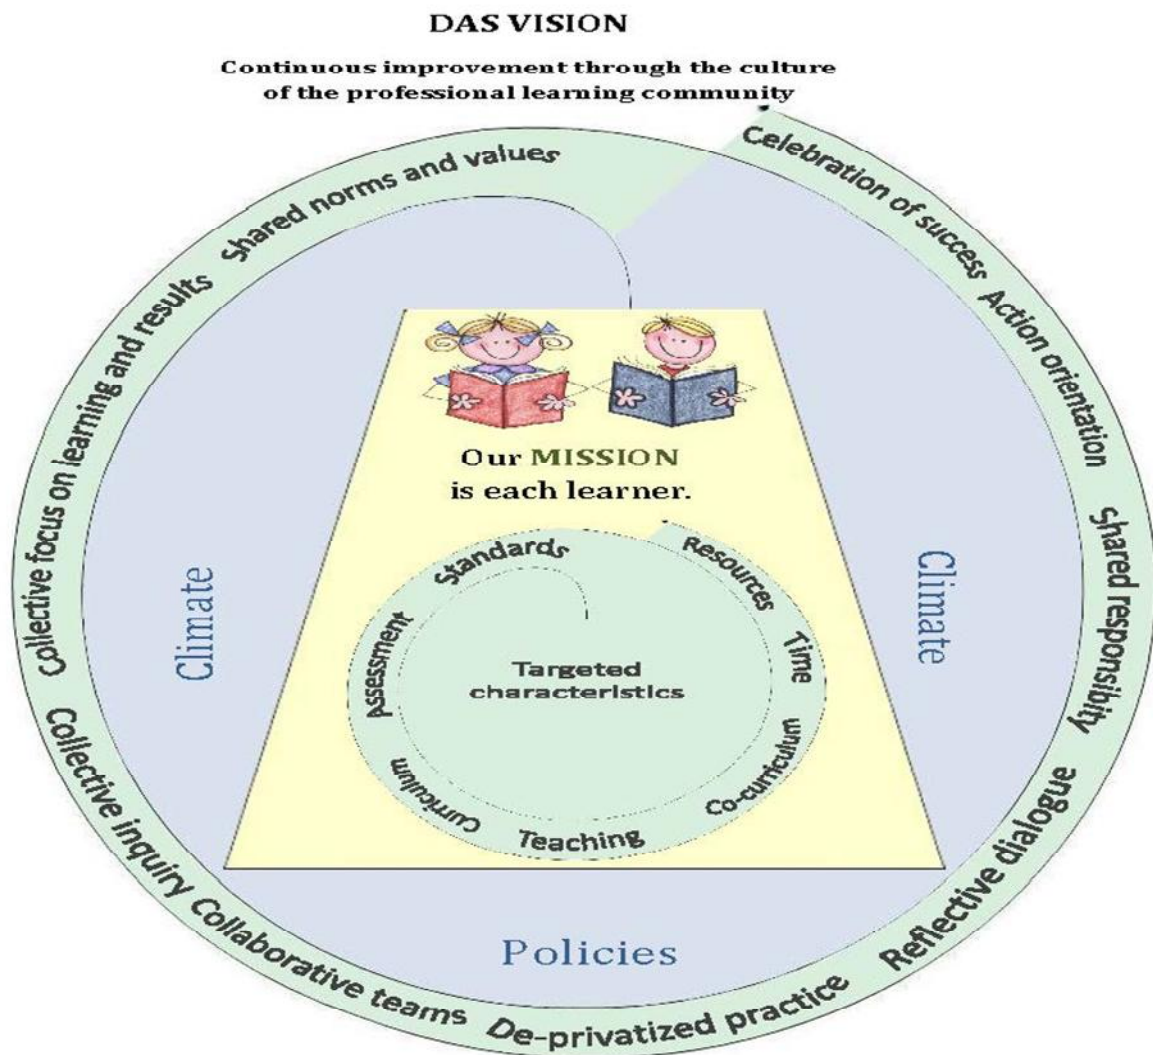 DAS VISION
Continuous improvement through the culture
of the professional learning community
Shared norms and values
Collective focus on learning and results
Collective inquiry
Collaborative teams
De-privatized practice
Reflective dialogue
Shared responsibity
Action orientation
Celebration of success
Our MISSION
is each learner.
Climate
Climate
Policies
Standards
Assessment
Curriculum
Teaching
Co-curriculum
Time
Resources
Targeted
characteristics